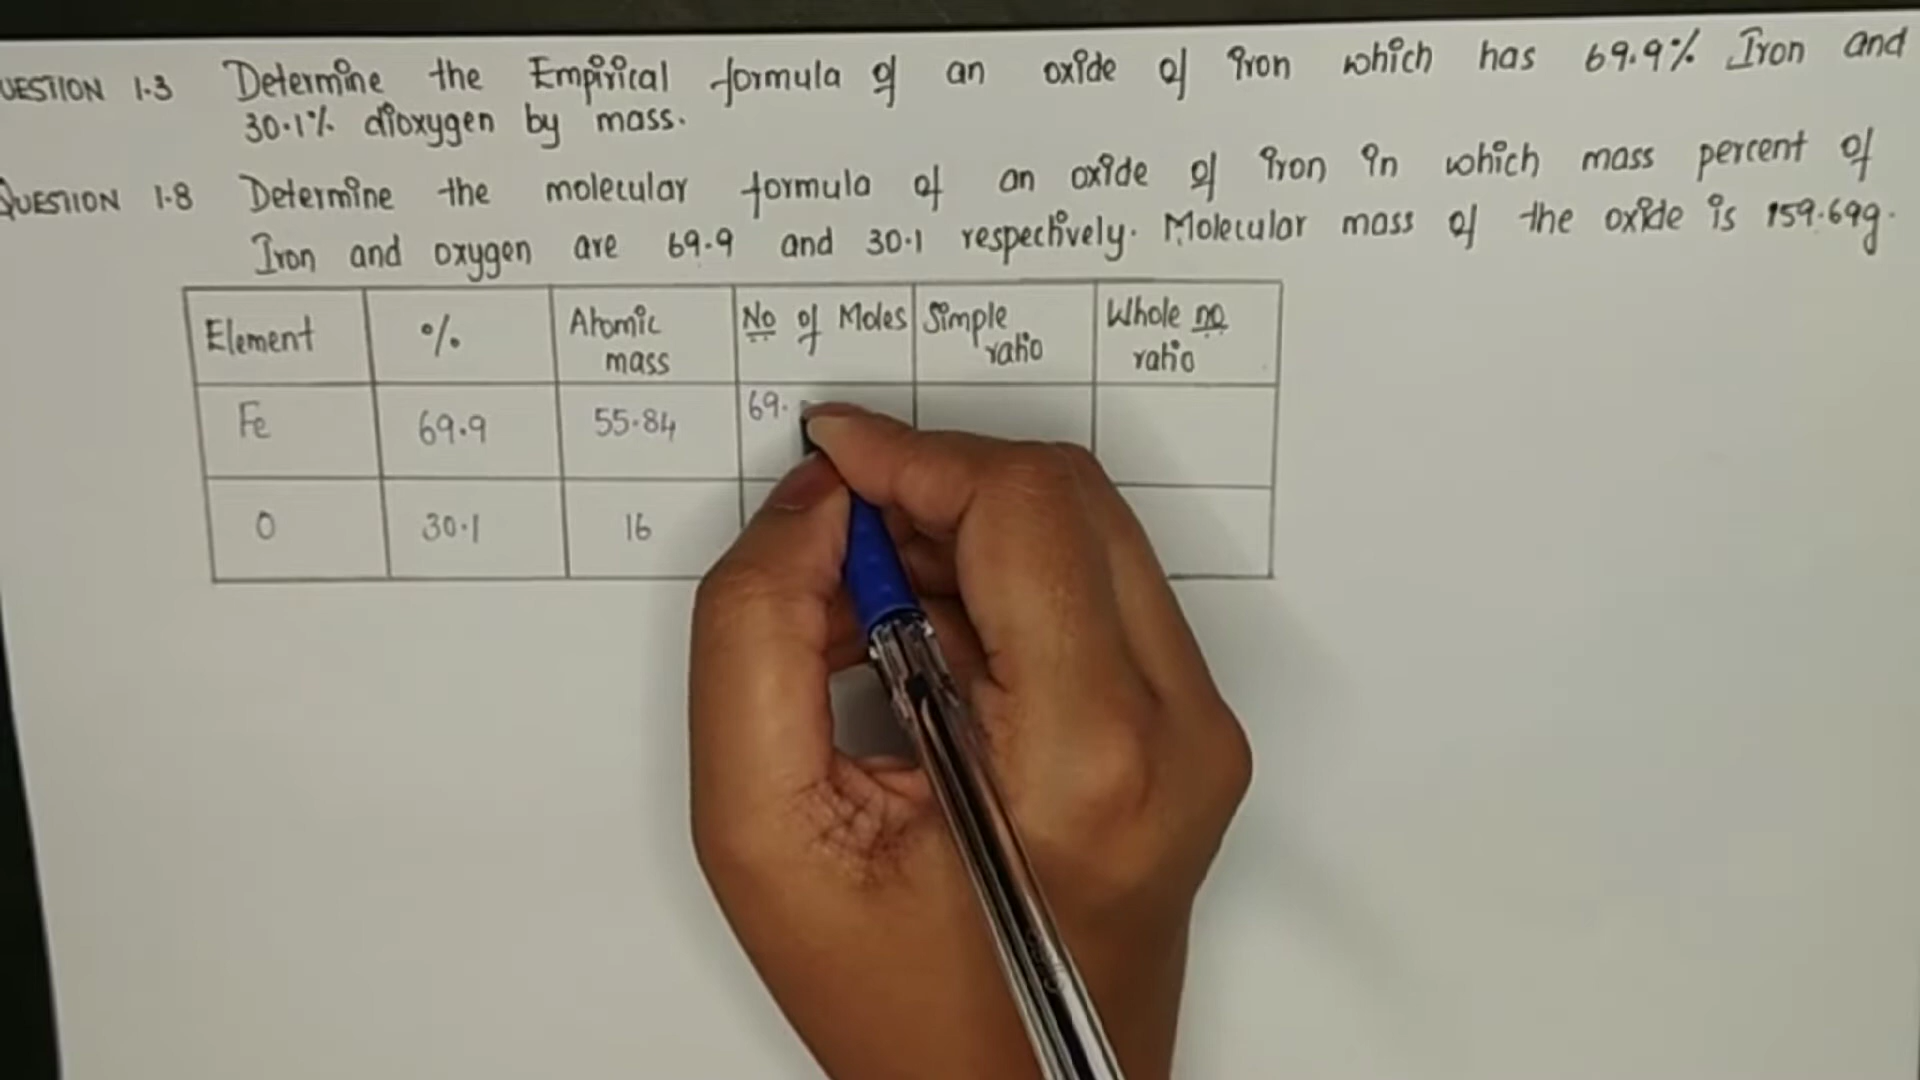 UESTION 1.3 Determine the Empirical formula of an oxide of iron which has 69.9% Iron and
30.1% dioxygen by mass.
QUESTION 1.8 Determine the molecular formula of an oxide of iron in which mass percent of
Iron and oxygen are 69.9 and 30.1 respectively. Molecular mass of the oxide is 159.69g.
Element % Atomic mass No of Moles Simple ratio Whole no ratio
Fe 69.9 55.84 69.
O 30.1 16